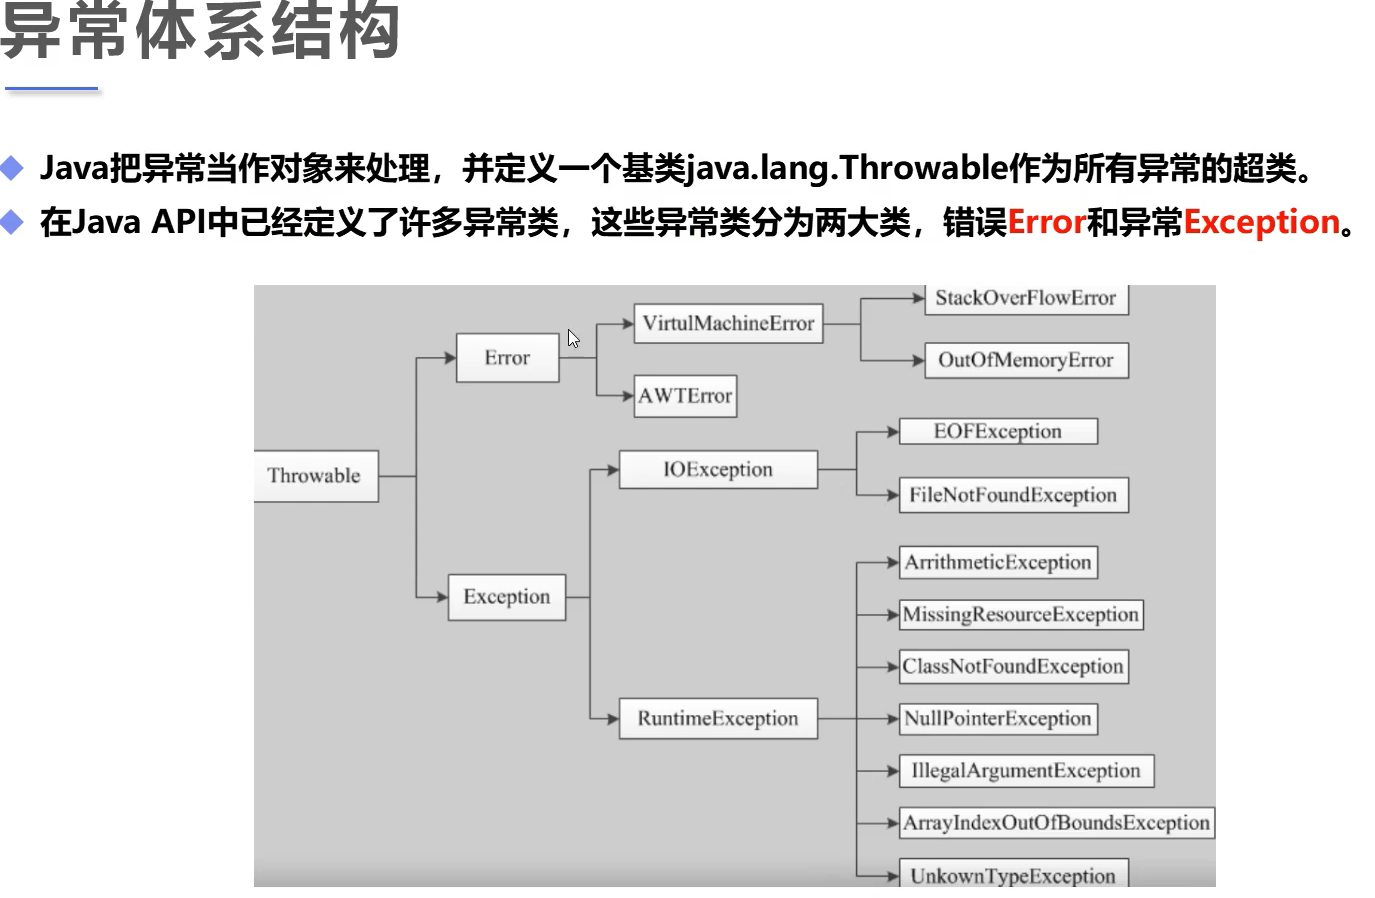 异常体系结构
Java把异常当作对象来处理，并定义一个基类java.lang.Throwable作为所有异常的超类。
在Java API中已经定义了许多异常类，这些异常类分为两大类，错误Error和异常Exception。
StackOverFlowError
VirtulMachineError
Error
OutOfMemoryError
AWTError
EOFException
IOException
Throwable
FileNotFoundException
ArrithmeticException
Exception
MissingResourceException
ClassNotFoundException
RuntimeException
NullPointerException
IllegalArgumentException
ArrayIndexOutOfBoundsException
UnkownTypeException